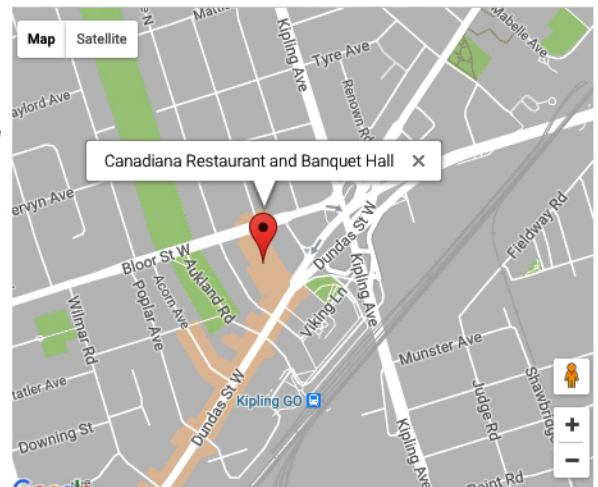 Map Satellite
Mabelle Ave
Kipling Ave
Tyre Ave
aylord Ave
Renown Rd
Canadiana Restaurant and Banquet Hall ×
ervyn Ave
Fieldway Rd
Dundas St W
Bloor St W
Aukland Rd
Kipling Ave
Acorn Ave
Poplar Ave
Wilmar Rd
Viking Ln
Munster Ave
tatler Ave
Dundas St W
Kipling GO
Judge Rd
Shawbridg
Downing St
Kipling Ave
+
−